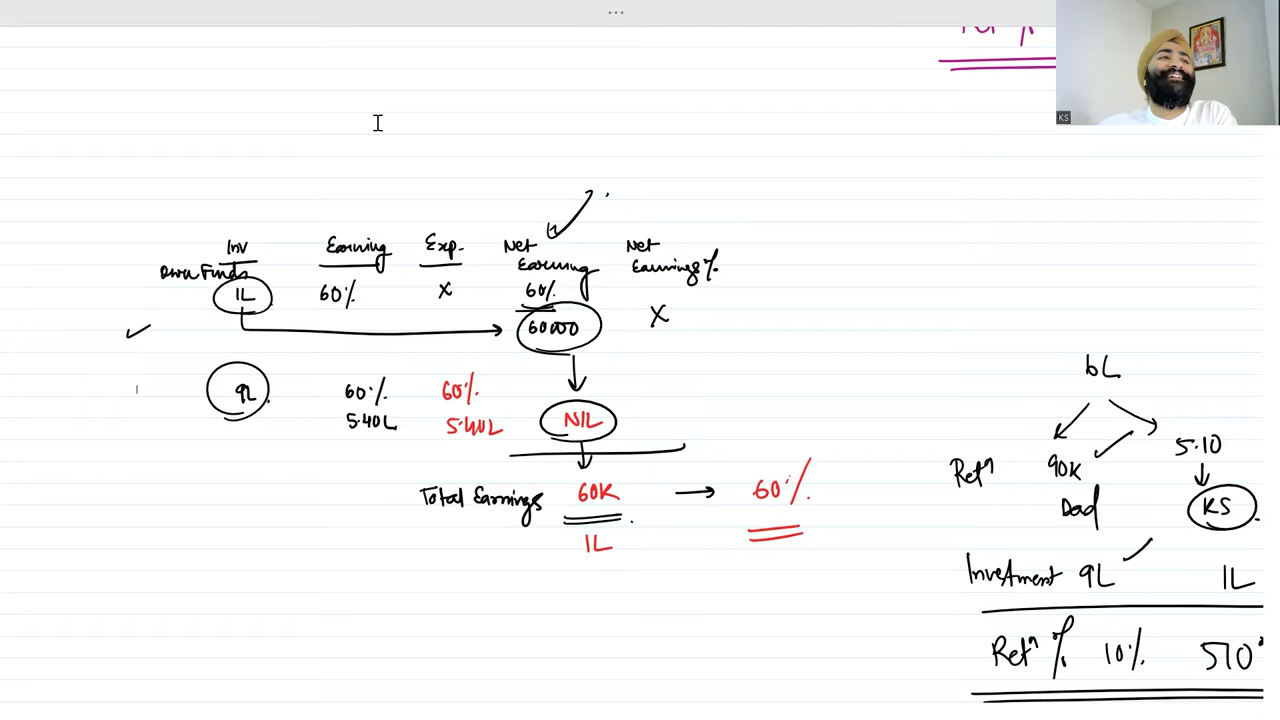 Inv Earning Exp. Net Earning Net Earnings %
Own Funds
1L 60% x 60%
60000 X
9L 60% 60%
5.40L 5.40L NIL
Total Earnings 60K → 60%
1L
6L
Retⁿ 90K 5.10
Dad KS
Investment 9L 1L
Retⁿ % 10% 510
KS